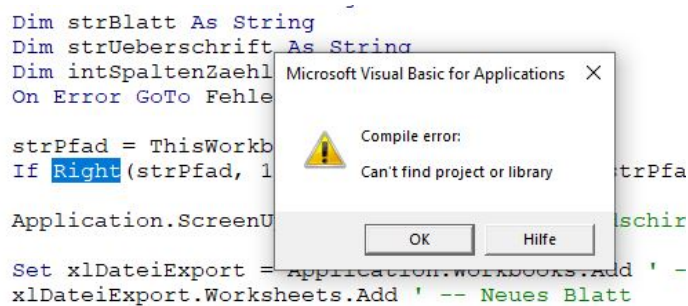 Dim strBlatt As String
Dim strUeberschrift As String
Dim intSpaltenZaehl
On Error GoTo Fehle
Microsoft Visual Basic for Applications
Compile error:
Can't find project or library
OK
Hilfe
strPfad = ThisWorkb
If Right(strPfad, 1 trPfa
Application.ScreenU dschir
Set xlDateiExport = Application.Workbooks.Add ' -
xlDateiExport.Worksheets.Add ' -- Neues Blatt